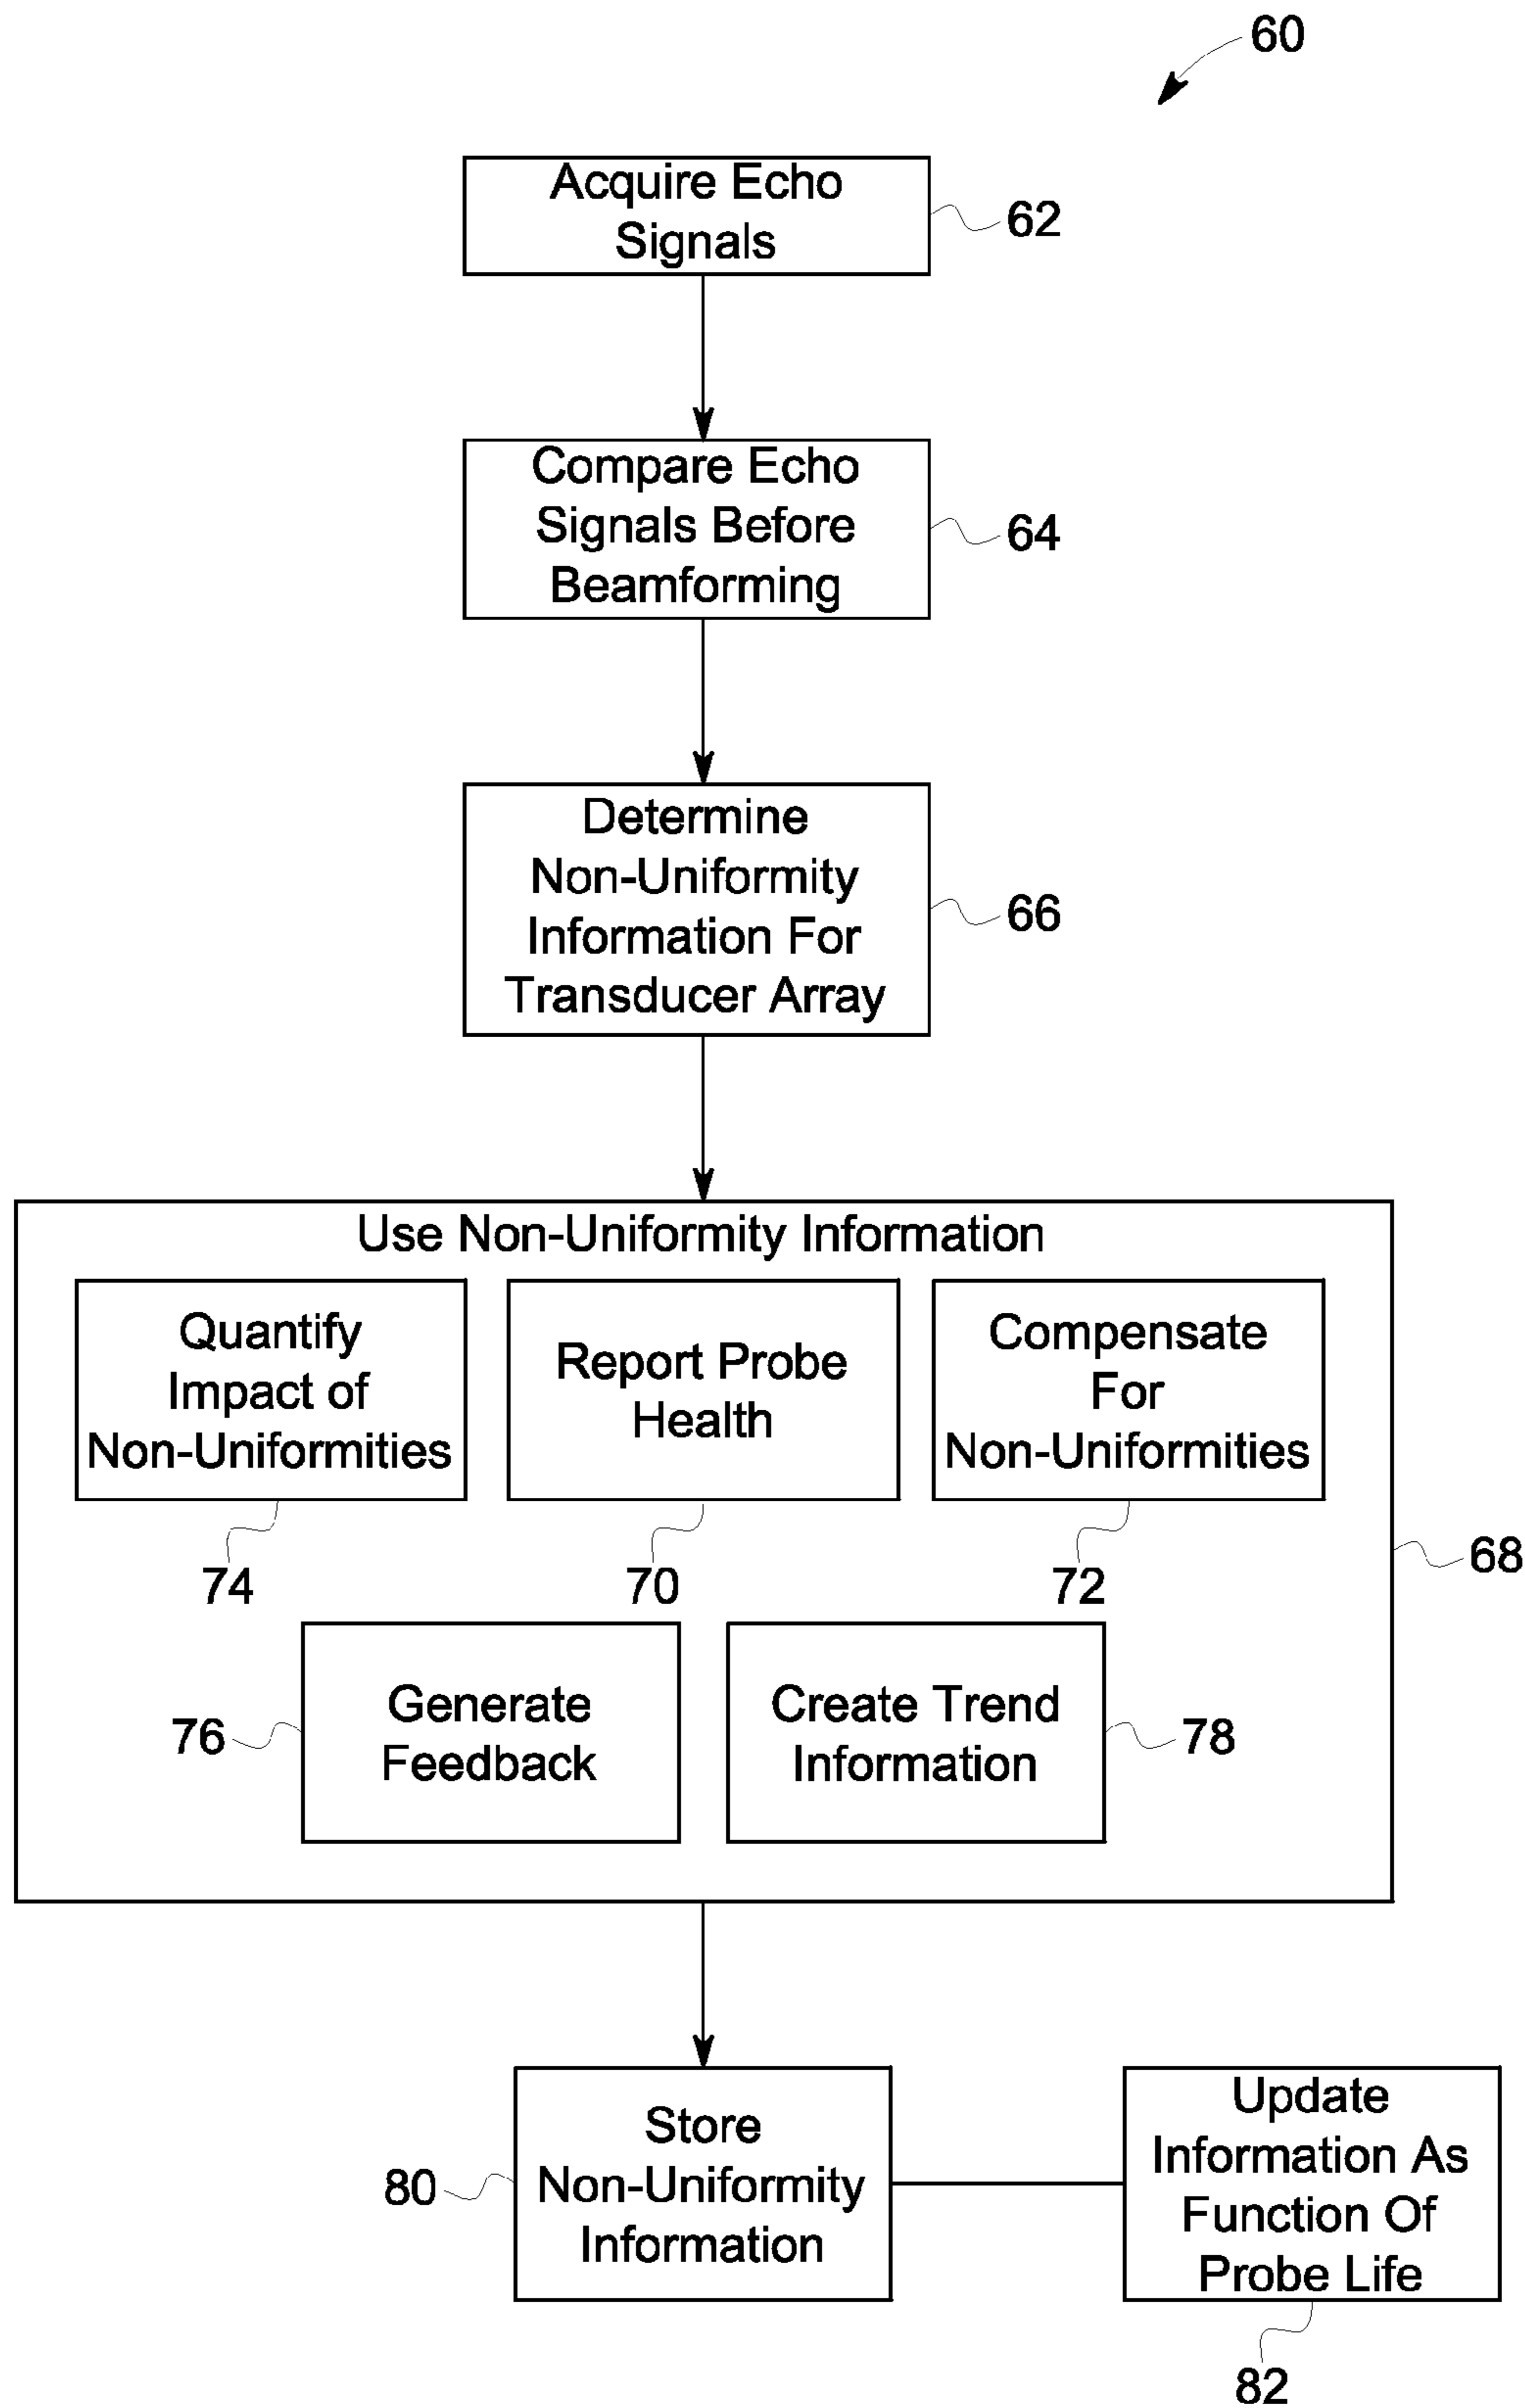 60
Acquire Echo
Signals
62
Compare Echo
Signals Before
Beamforming
64
Determine
Non-Uniformity
Information For
Transducer Array
66
Use Non-Uniformity Information
Quantify
Impact of
Non-Uniformities
74
Report Probe
Health
70
Compensate
For
Non-Uniformities
72
68
Generate
Feedback
76
Create Trend
Information
78
Store
Non-Uniformity
Information
80
Update
Information As
Function Of
Probe Life
82